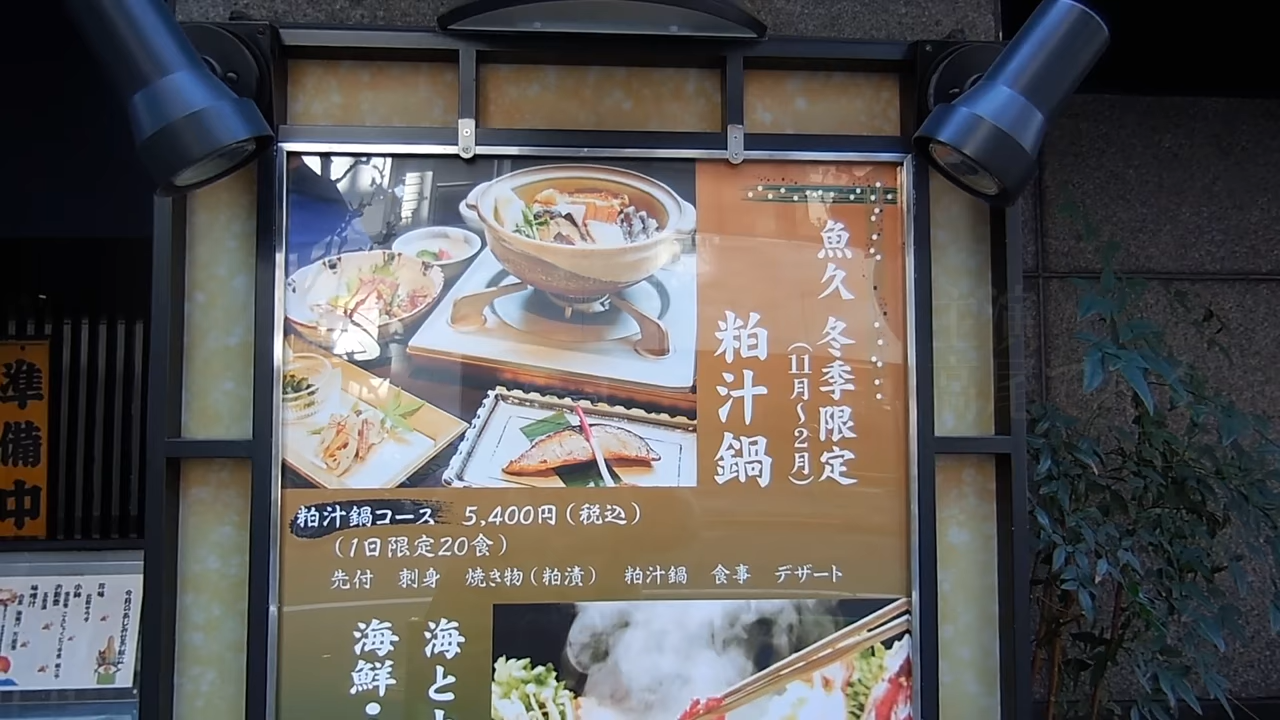 魚久 冬季限定
(11月～2月)
粕汁鍋
粕汁鍋コース 5,400円(税込)
(1日限定20食)
先付 刺身 焼き物(粕漬) 粕汁鍋 食事 デザート
海と
海鮮・
準備中